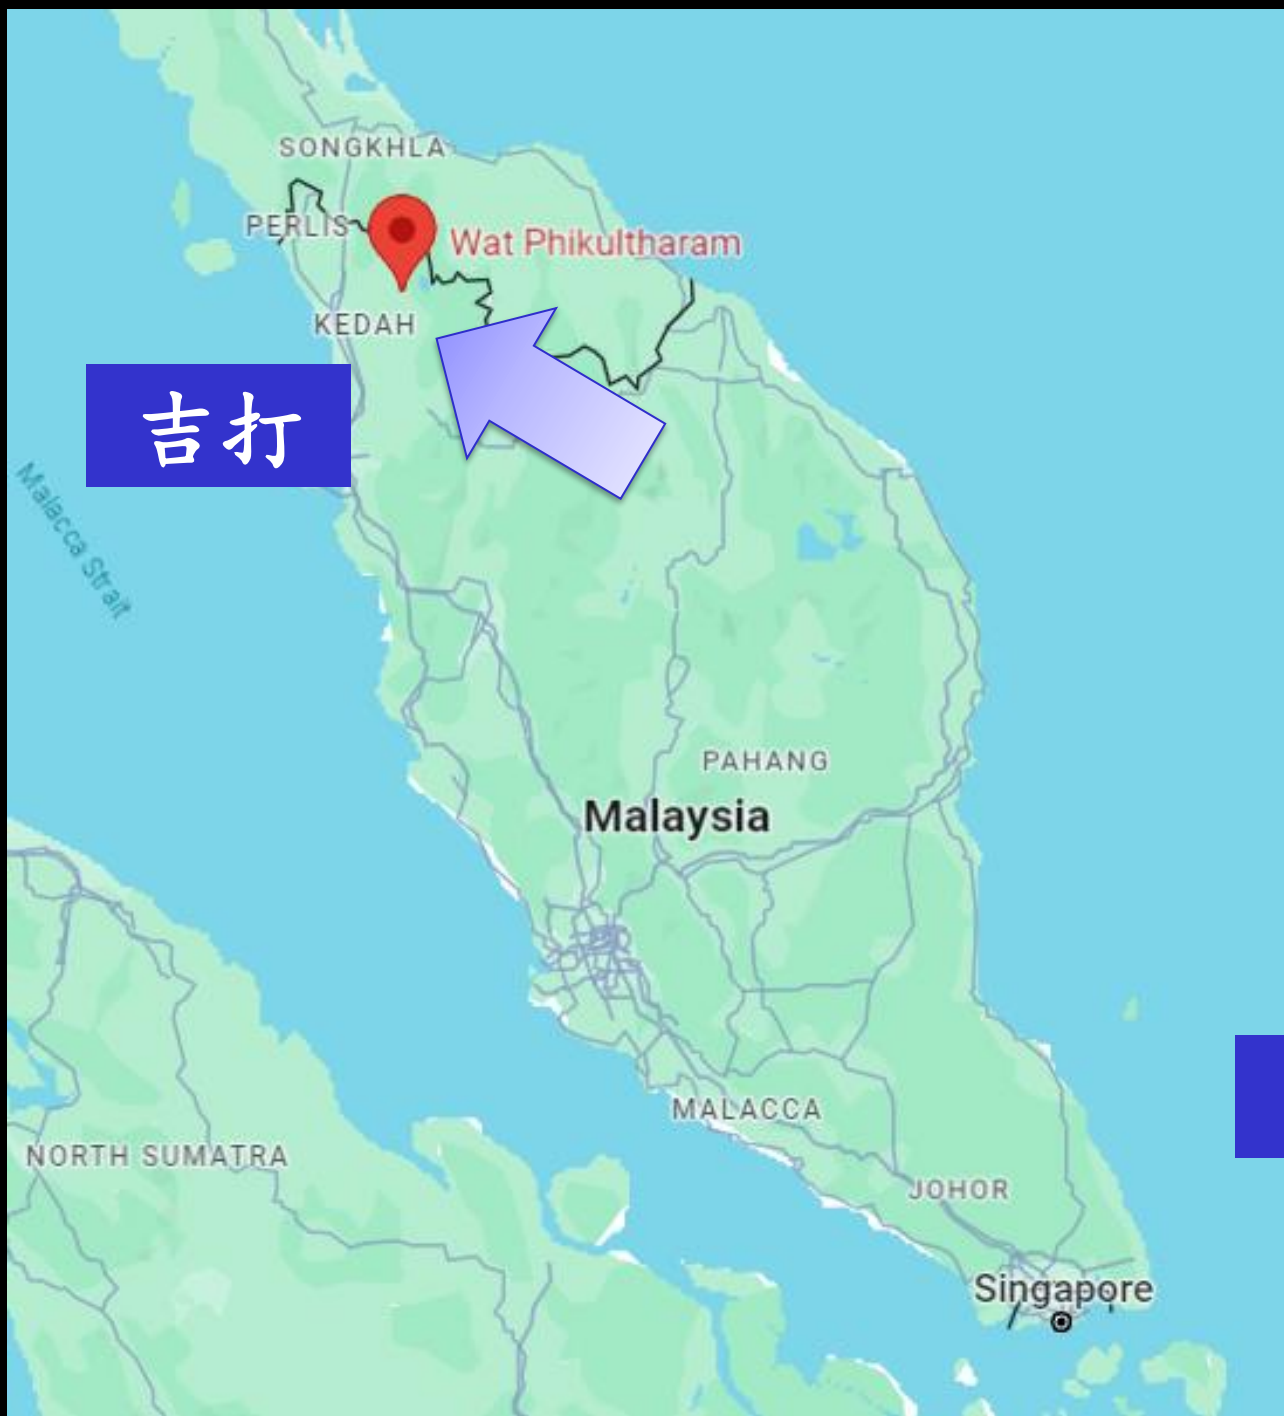 SONGKHLA
PERLIS
Wat Phikultharam
KEDAH
吉打
Malacca Strait
PAHANG
Malaysia
MALACCA
NORTH SUMATRA
JOHOR
Singapore